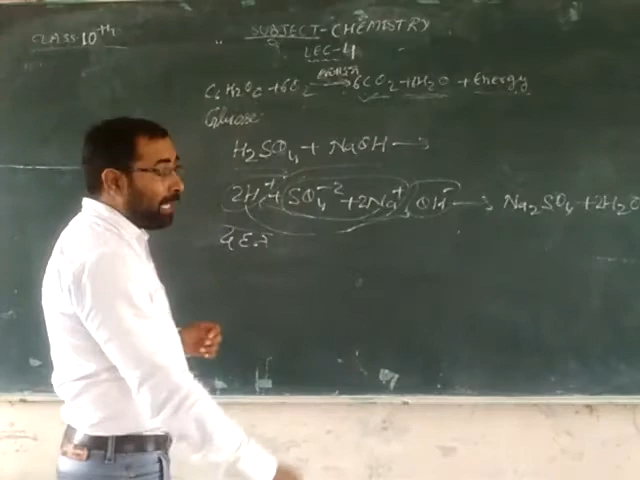 CLASS: 10th
SUBJECT - CHEMISTRY
LEC-4
+ 6O2 → 6CO2 + 6H2O + Energy
Glucose:
H2SO4 + NaOH →
2H+ + SO4-2 + 2Na+, OH- → Na2SO4 + 2H2O